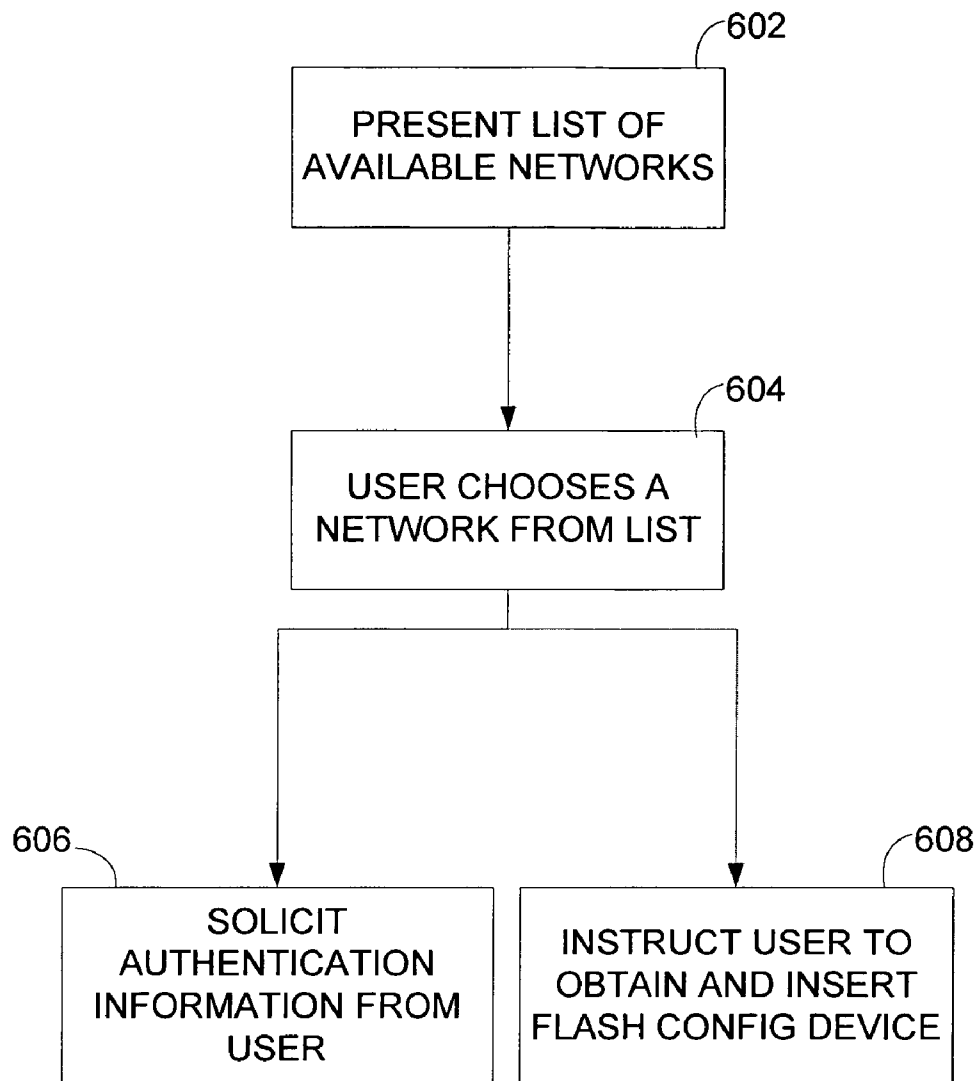 602
PRESENT LIST OF
AVAILABLE NETWORKS
604
USER CHOOSES A
NETWORK FROM LIST
606
SOLICIT
AUTHENTICATION
INFORMATION FROM
USER
608
INSTRUCT USER TO
OBTAIN AND INSERT
FLASH CONFIG DEVICE